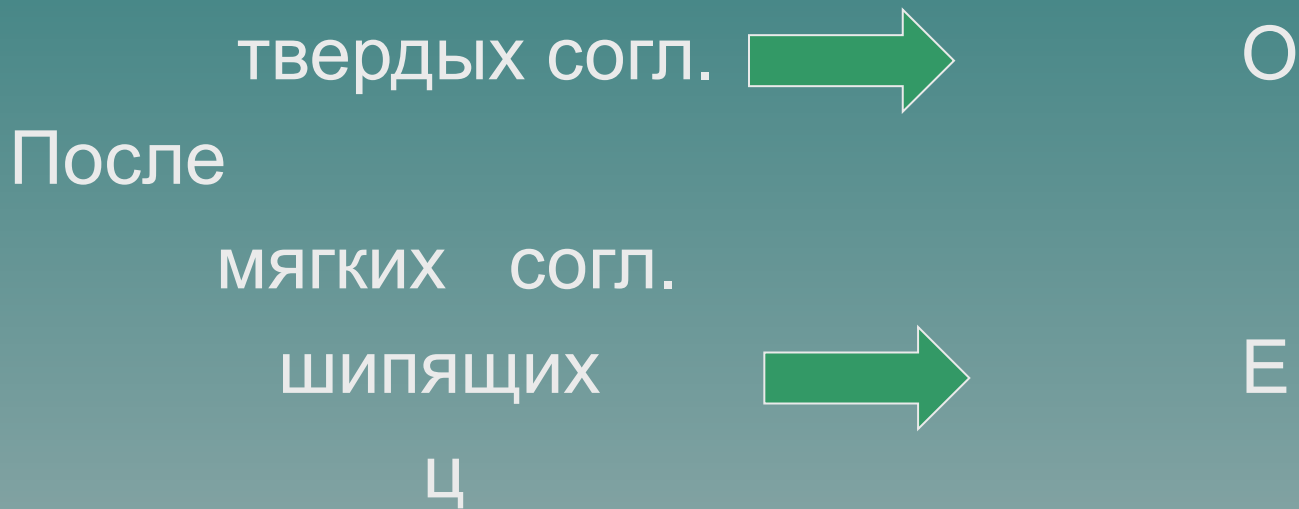 твердых согл. О
После
мягких согл.
шипящих Е
ц